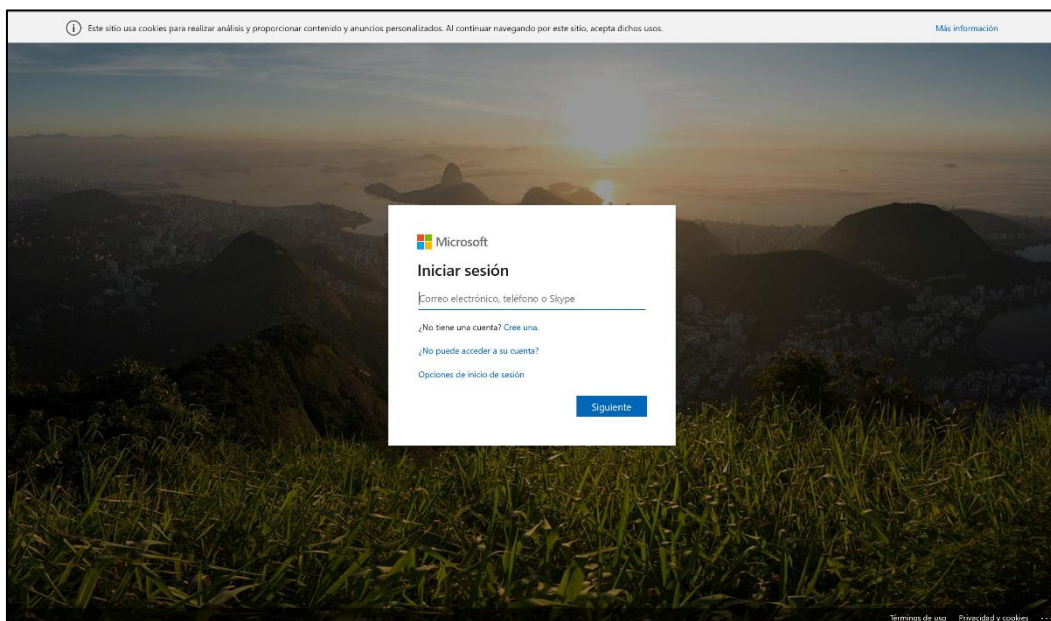 Este sitio usa cookies para realizar análisis y proporcionar contenido y anuncios personalizados. Al continuar navegando por este sitio, acepta dichos usos.
Más información
Microsoft
Iniciar sesión
Correo electrónico, teléfono o Skype
¿No tiene una cuenta? Cree una.
¿No puede acceder a su cuenta?
Opciones de inicio de sesión
Siguiente
Términos de uso Privacidad y cookies ...